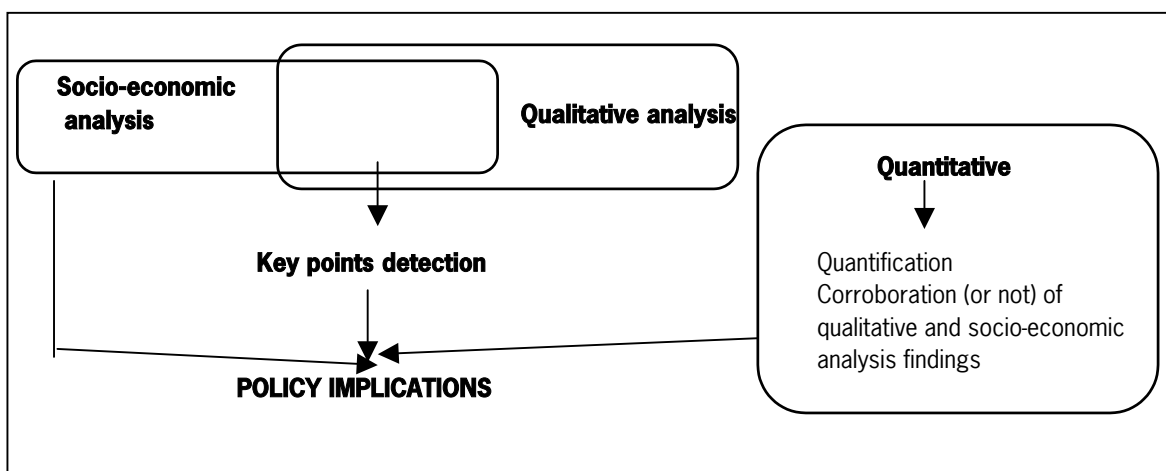 Socio-economic
analysis
Qualitative analysis
Quantitative
Key points detection
Quantification
Corroboration (or not) of
qualitative and socio-economic
analysis findings
POLICY IMPLICATIONS